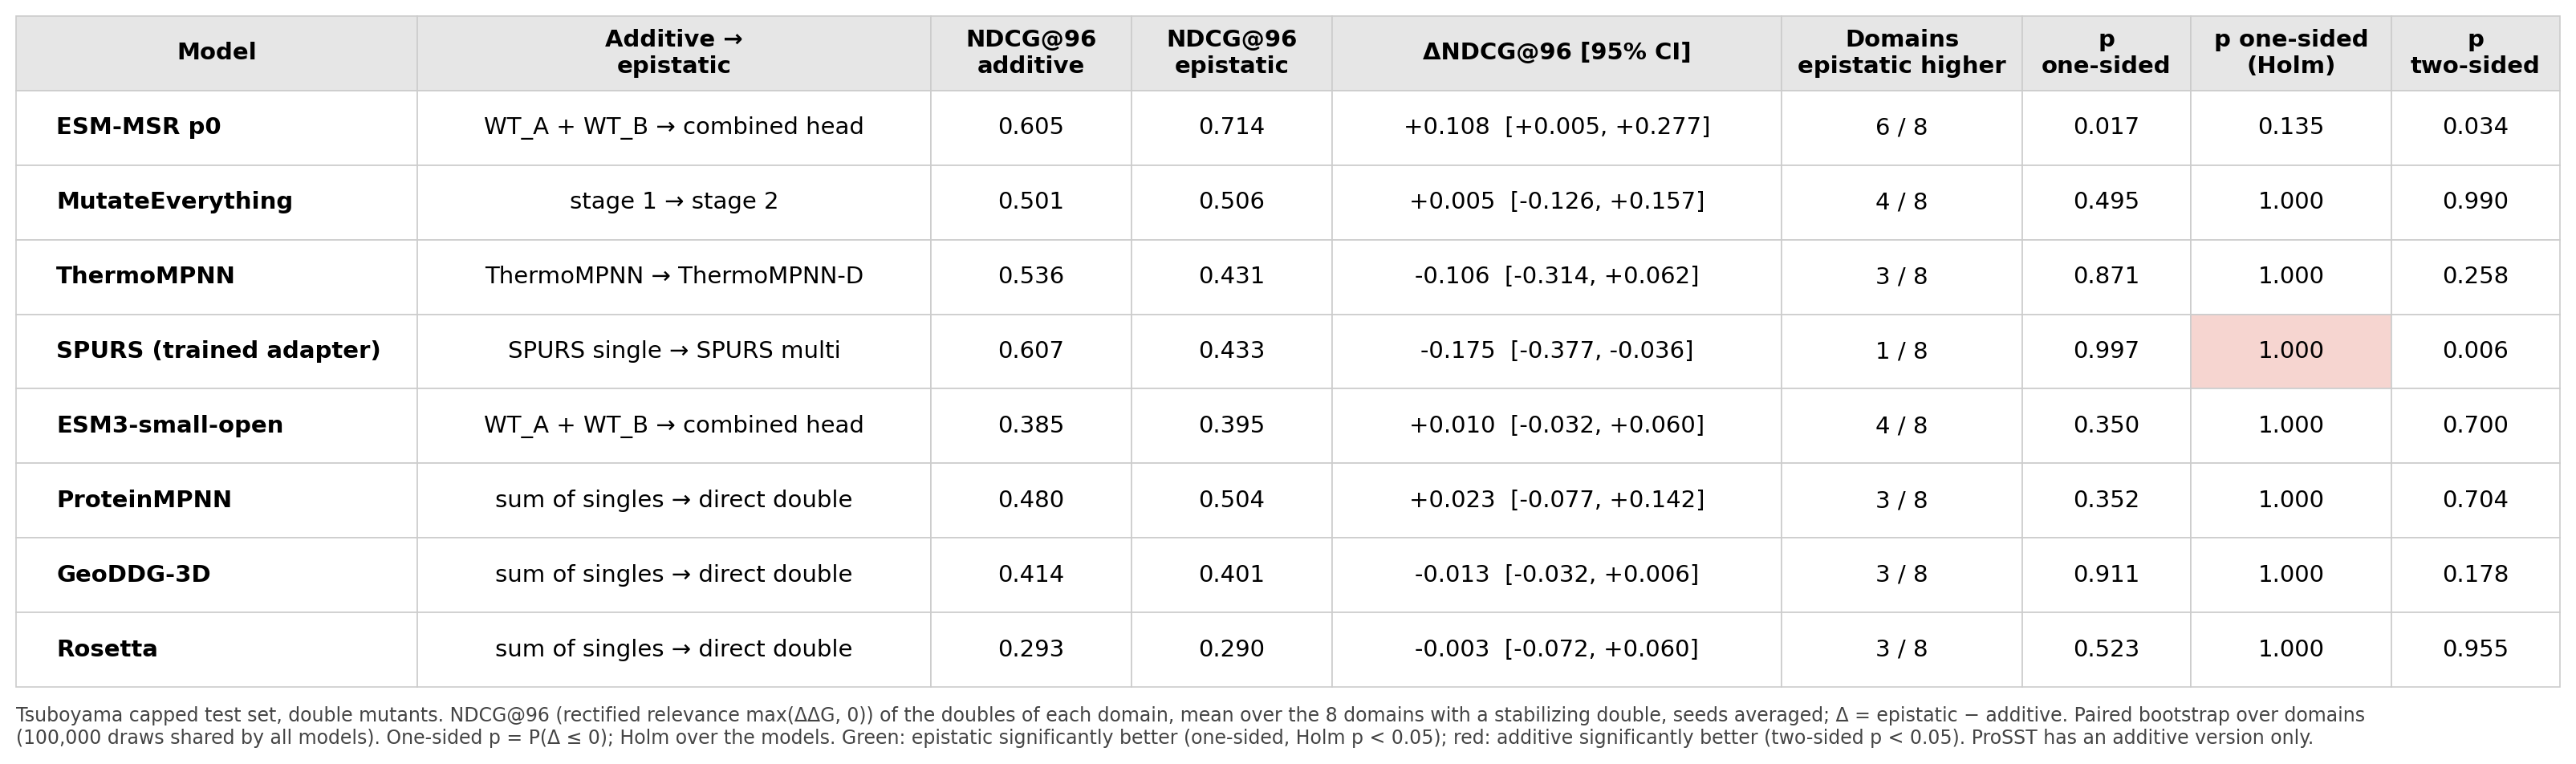 Model | Additive → epistatic | NDCG@96 additive | NDCG@96 epistatic | ΔNDCG@96 [95% CI] | Domains epistatic higher | p one-sided | p one-sided (Holm) | p two-sided
ESM-MSR p0 | WT_A + WT_B → combined head | 0.605 | 0.714 | +0.108 [+0.005, +0.277] | 6 / 8 | 0.017 | 0.135 | 0.034
MutateEverything | stage 1 → stage 2 | 0.501 | 0.506 | +0.005 [-0.126, +0.157] | 4 / 8 | 0.495 | 1.000 | 0.990
ThermoMPNN | ThermoMPNN → ThermoMPNN-D | 0.536 | 0.431 | -0.106 [-0.314, +0.062] | 3 / 8 | 0.871 | 1.000 | 0.258
SPURS (trained adapter) | SPURS single → SPURS multi | 0.607 | 0.433 | -0.175 [-0.377, -0.036] | 1 / 8 | 0.997 | 1.000 | 0.006
ESM3-small-open | WT_A + WT_B → combined head | 0.385 | 0.395 | +0.010 [-0.032, +0.060] | 4 / 8 | 0.350 | 1.000 | 0.700
ProteinMPNN | sum of singles → direct double | 0.480 | 0.504 | +0.023 [-0.077, +0.142] | 3 / 8 | 0.352 | 1.000 | 0.704
GeoDDG-3D | sum of singles → direct double | 0.414 | 0.401 | -0.013 [-0.032, +0.006] | 3 / 8 | 0.911 | 1.000 | 0.178
Rosetta | sum of singles → direct double | 0.293 | 0.290 | -0.003 [-0.072, +0.060] | 3 / 8 | 0.523 | 1.000 | 0.955
Tsuboyama capped test set, double mutants. NDCG@96 (rectified relevance max(ΔΔG, 0)) of the doubles of each domain, mean over the 8 domains with a stabilizing double, seeds averaged; Δ = epistatic − additive. Paired bootstrap over domains
(100,000 draws shared by all models). One-sided p = P(Δ ≤ 0); Holm over the models. Green: epistatic significantly better (one-sided, Holm p < 0.05); red: additive significantly better (two-sided p < 0.05). ProSST has an additive version only.